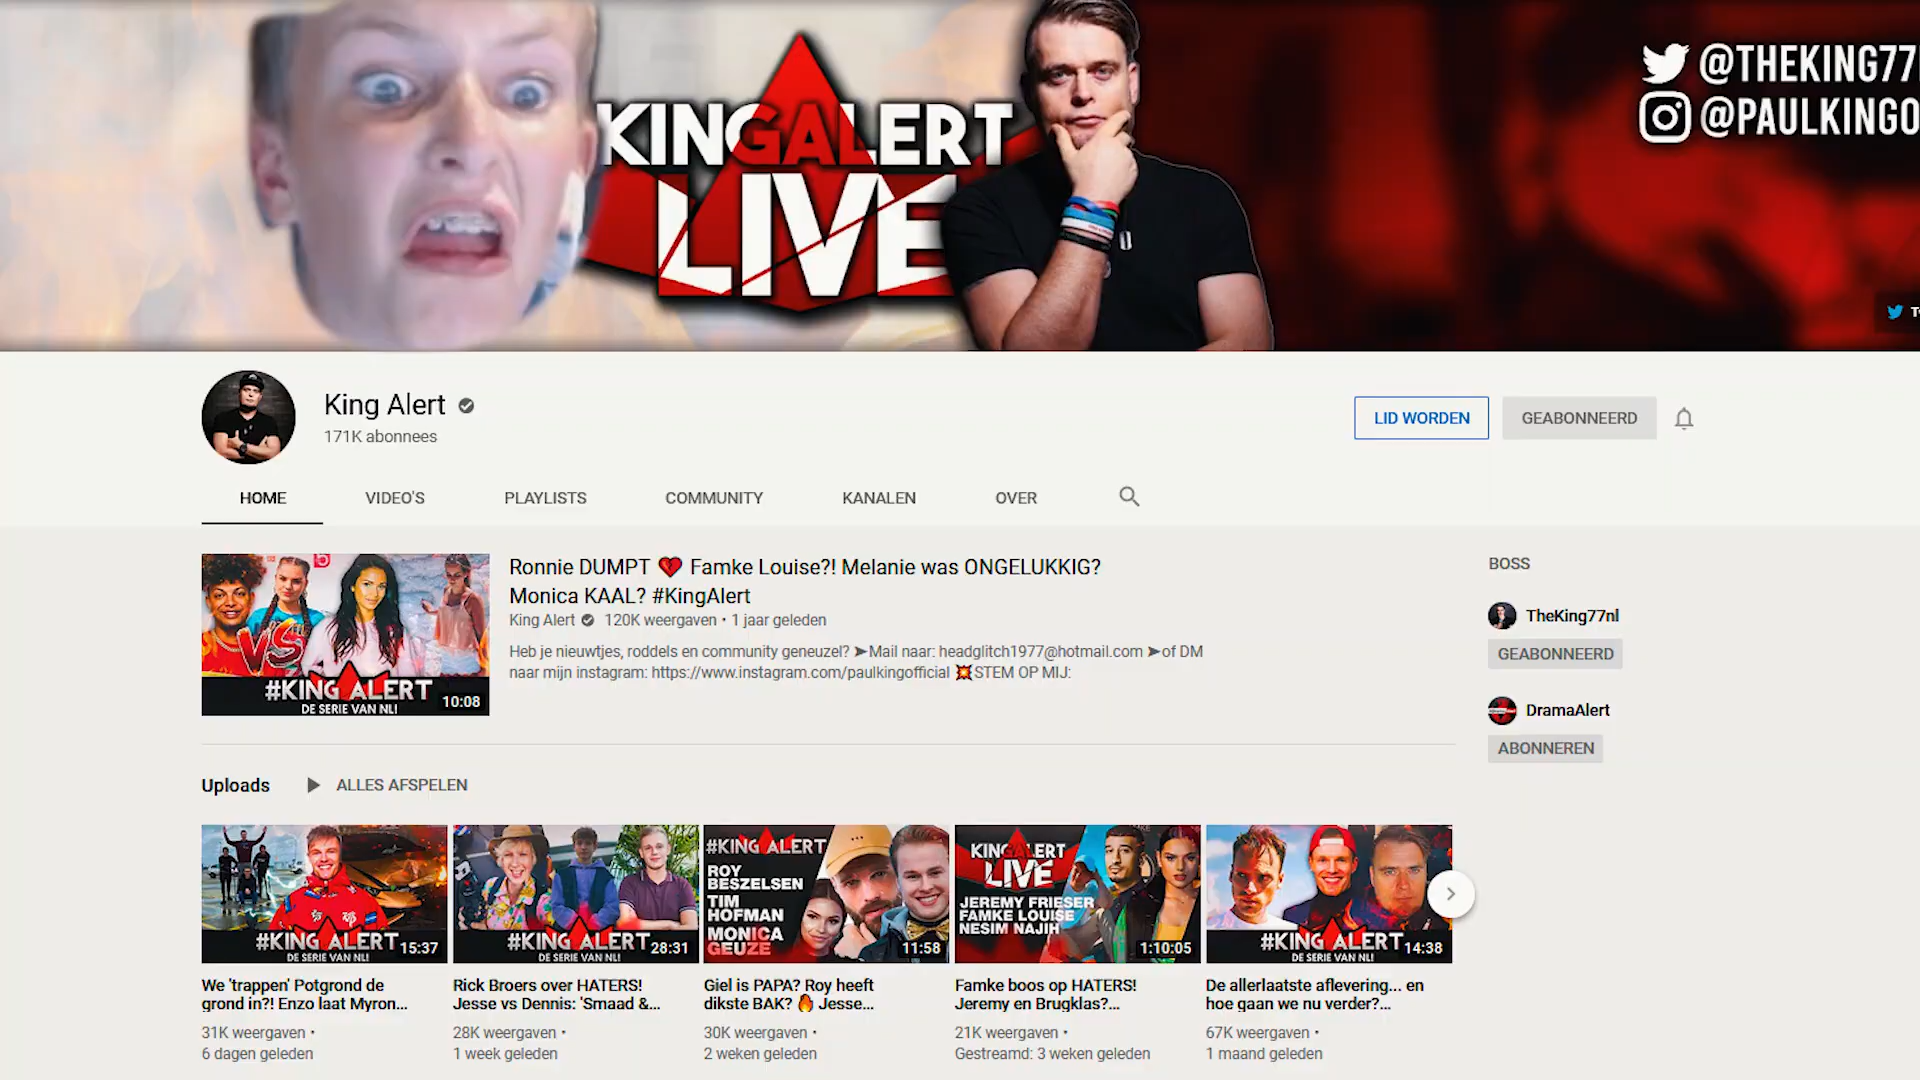 KINGALERT
LIVE
@THEKING77
@PAULKINGO
King Alert
171K abonnees
LID WORDEN
GEABONNEERD
HOME
VIDEO'S
PLAYLISTS
COMMUNITY
KANALEN
OVER
VS
#KING ALERT
DE SERIE VAN NL!
10:08
Ronnie DUMPT 💔 Famke Louise?! Melanie was ONGELUKKIG?
Monica KAAL? #KingAlert
King Alert 120K weergaven • 1 jaar geleden
Heb je nieuwtjes, roddels en community geneuzel? ➤Mail naar: headglitch1977@hotmail.com ➤of DM
naar mijn instagram: https://www.instagram.com/paulkingofficial 💥STEM OP MIJ:
BOSS
TheKing77nl
GEABONNEERD
DramaAlert
ABONNEREN
Uploads
ALLES AFSPELEN
#KING ALERT
DE SERIE VAN NL!
15:37
We 'trappen' Potgrond de
grond in?! Enzo laat Myron...
31K weergaven •
6 dagen geleden
#KING ALERT
DE SERIE VAN NL!
28:31
Rick Broers over HATERS!
Jesse vs Dennis: 'Smaad &...
28K weergaven •
1 week geleden
#KING ALERT
ROY
BESZELSEN
TIM
HOFMAN
MONICA
GEUZE
11:58
Giel is PAPA? Roy heeft
dikste BAK? 🔥 Jesse...
30K weergaven •
2 weken geleden
KINGALERT
LIVE
JEREMY FRIESER
FAMKE LOUISE
NESIM NAJIH
1:10:05
Famke boos op HATERS!
Jeremy en Brugklas?...
21K weergaven •
Gestreamd: 3 weken geleden
#KING ALERT
DE SERIE VAN NL!
14:38
De allerlaatste aflevering... en
hoe gaan we nu verder?...
67K weergaven •
1 maand geleden